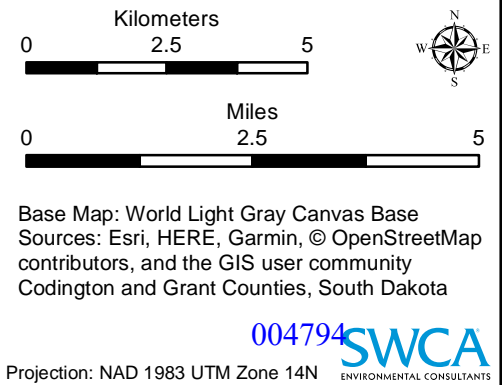 Kilometers
0 2.5 5
N
W E
S
Miles
0 2.5 5
Base Map: World Light Gray Canvas Base
Sources: Esri, HERE, Garmin, © OpenStreetMap
contributors, and the GIS user community
Codington and Grant Counties, South Dakota
004794
SWCA
ENVIRONMENTAL CONSULTANTS
Projection: NAD 1983 UTM Zone 14N